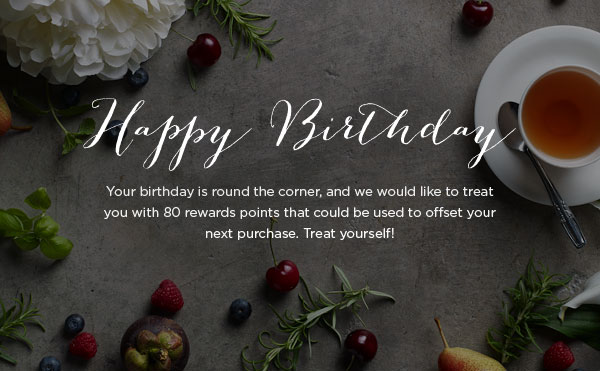 Happy Birthday
Your birthday is round the corner, and we would like to treat
you with 80 rewards points that could be used to offset your
next purchase. Treat yourself!